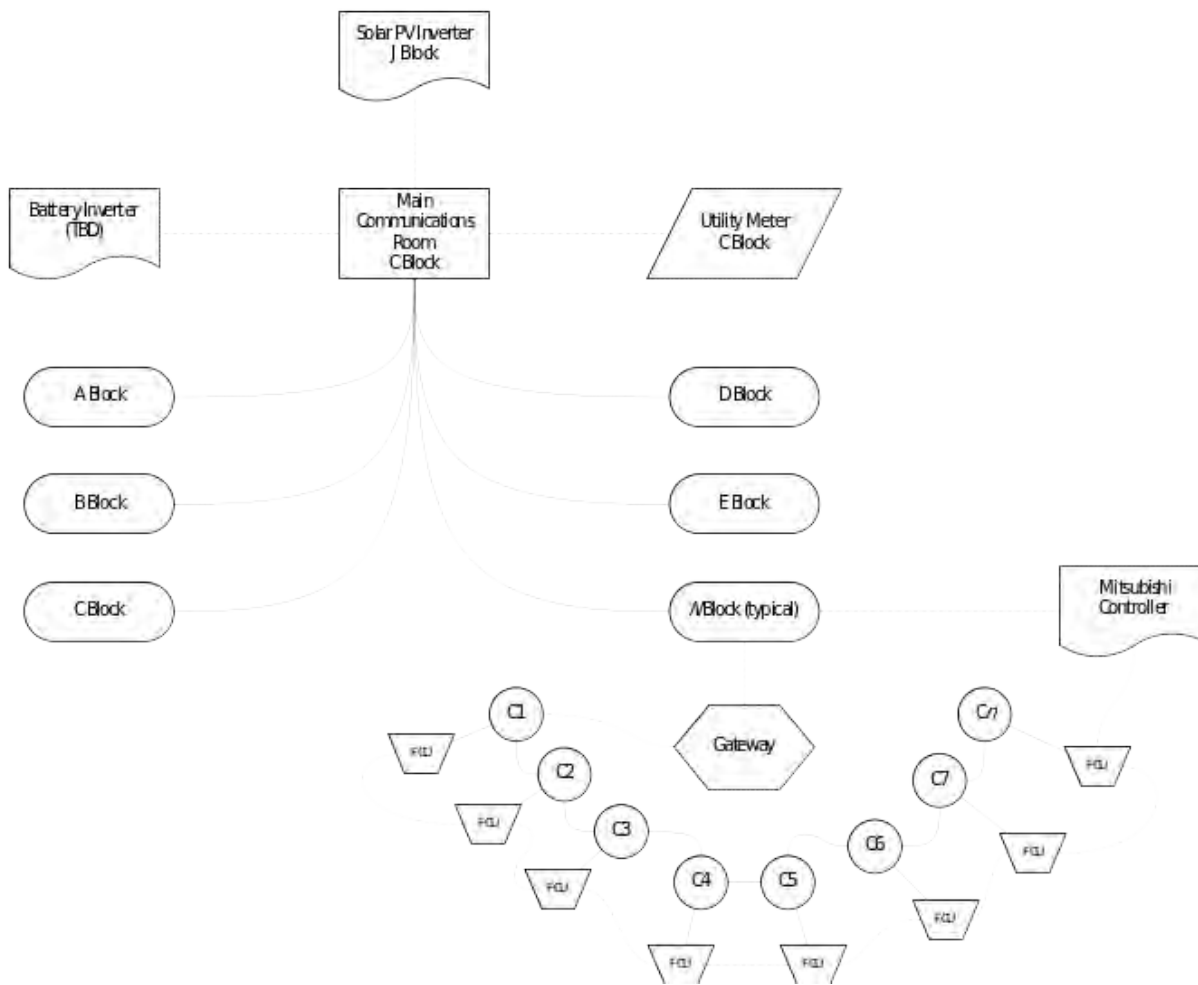 Solar PV Inverter
J Block
Battery Inverter
(TBD)
Main
Communications
Room
C Block
Utility Meter
C Block
A Block
D Block
B Block
E Block
C Block
Block (typical)
Mitsubishi
Controller
C1
Gateway
C2
C7
C3
C6
C4
C5